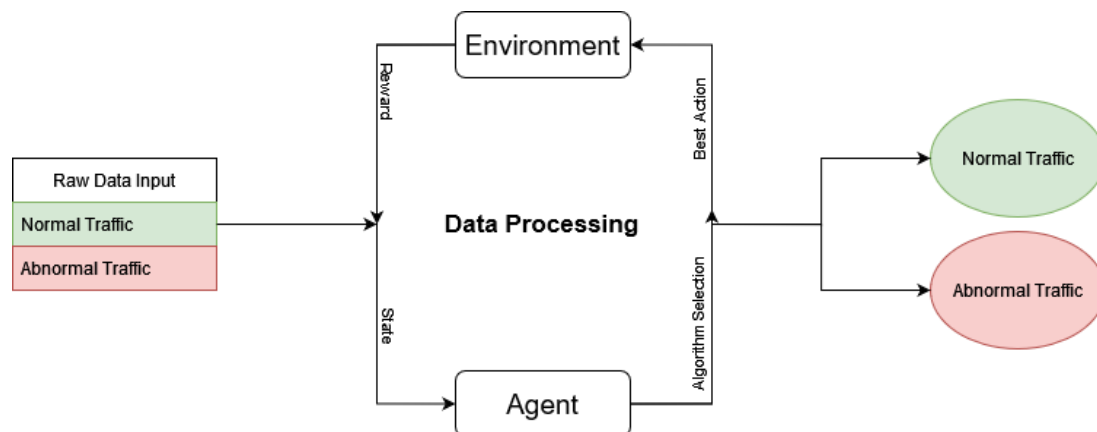 Environment
Reward
Best Action
Raw Data Input
Normal Traffic
Abnormal Traffic
Data Processing
Normal Traffic
Abnormal Traffic
State
Algorithm Selection
Agent